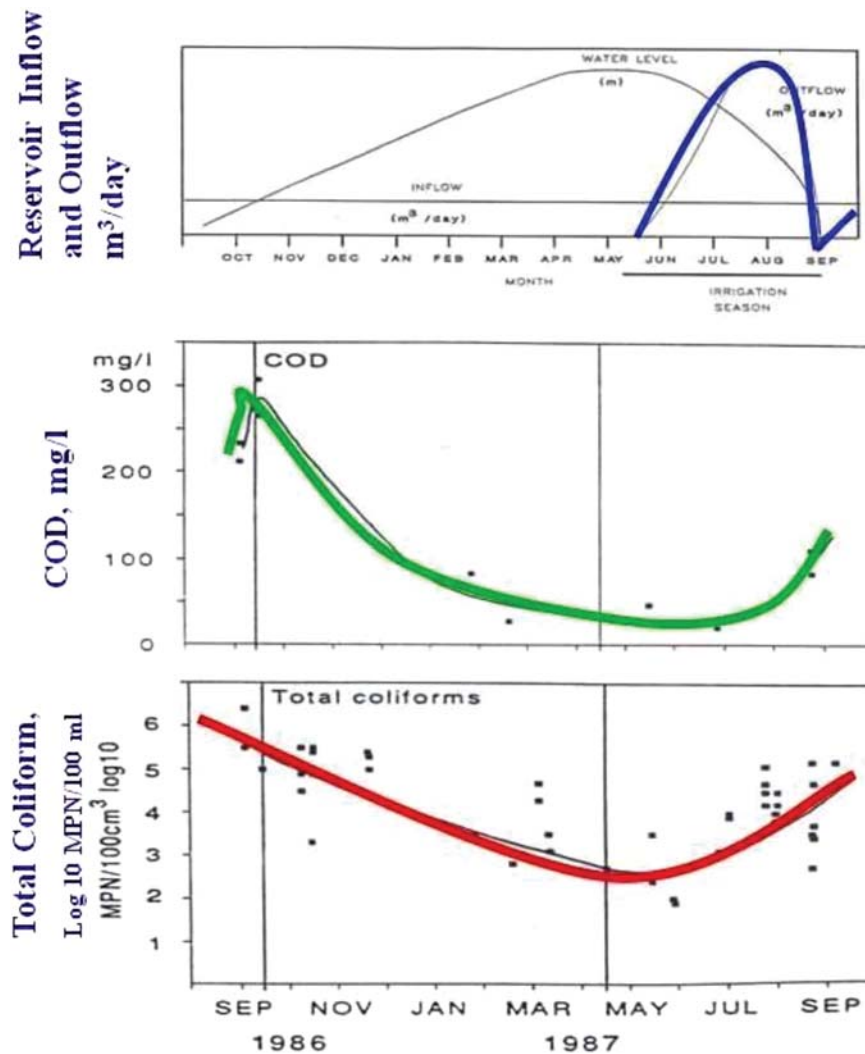 Reservoir Inflow
and Outflow
m³/day
WATER LEVEL
(m)
OUTFLOW
(m³/day)
INFLOW
(m³/day)
OCT NOV DEC JAN FEB MAR APR MAY JUN JUL AUG SEP
MONTH
IRRIGATION
SEASON
COD, mg/l
mg/l
COD
300
200
100
0
Total Coliform,
Log 10 MPN/100 ml
MPN/100cm³ log10
Total coliforms
6
5
4
3
2
1
SEP NOV JAN MAR MAY JUL SEP
1986 1987